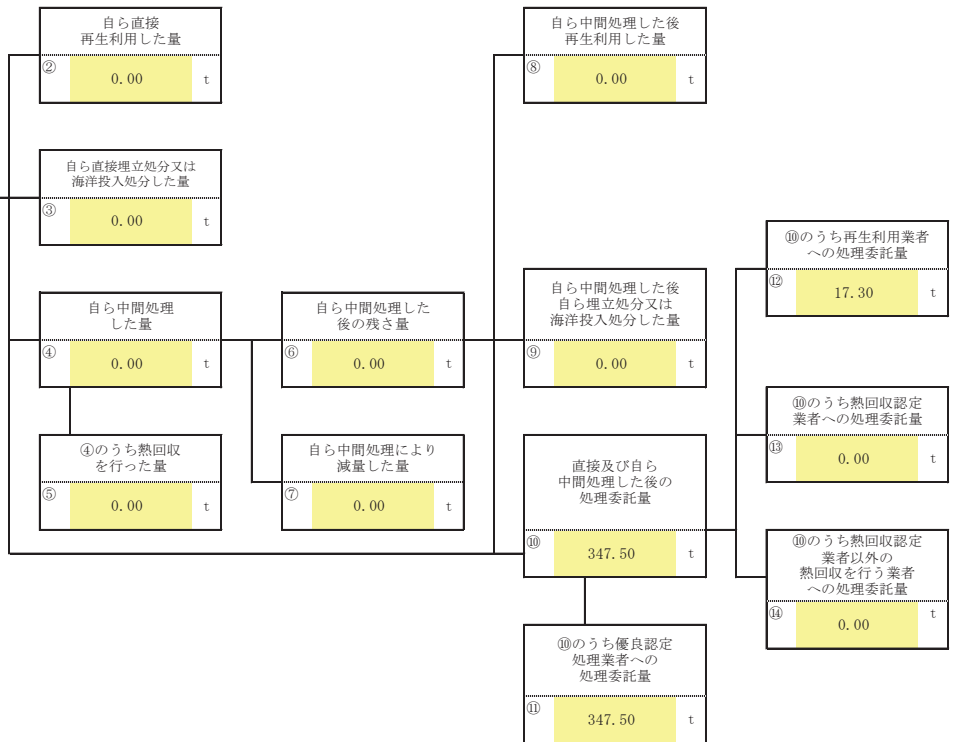 自ら直接
再生利用した量
② 0.00 t
自ら中間処理した後
再生利用した量
⑧ 0.00 t
自ら直接埋立処分又は
海洋投入処分した量
③ 0.00 t
⑩のうち再生利用業者
への処理委託量
⑫ 17.30 t
自ら中間処理
した量
④ 0.00 t
自ら中間処理した
後の残さ量
⑥ 0.00 t
自ら中間処理した後
自ら埋立処分又は
海洋投入処分した量
⑨ 0.00 t
⑩のうち熱回収認定
業者への処理委託量
⑬ 0.00 t
④のうち熱回収
を行った量
⑤ 0.00 t
自ら中間処理により
減量した量
⑦ 0.00 t
直接及び自ら
中間処理した後の
処理委託量
⑩ 347.50 t
⑩のうち熱回収認定
業者以外の
熱回収を行う業者
への処理委託量
⑭ 0.00 t
⑩のうち優良認定
処理業者への
処理委託量
⑪ 347.50 t